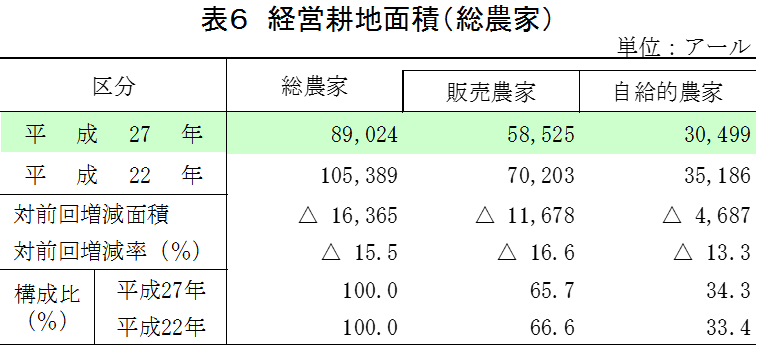 表６　経営耕地面積（総農家）
単位：アール
区分 総農家 販売農家 自給的農家
平成27年 89,024 58,525 30,499
平成22年 105,389 70,203 35,186
対前回増減面積 △ 16,365 △ 11,678 △ 4,687
対前回増減率（％） △ 15.5 △ 16.6 △ 13.3
構成比（％） 平成27年 100.0 65.7 34.3
平成22年 100.0 66.6 33.4